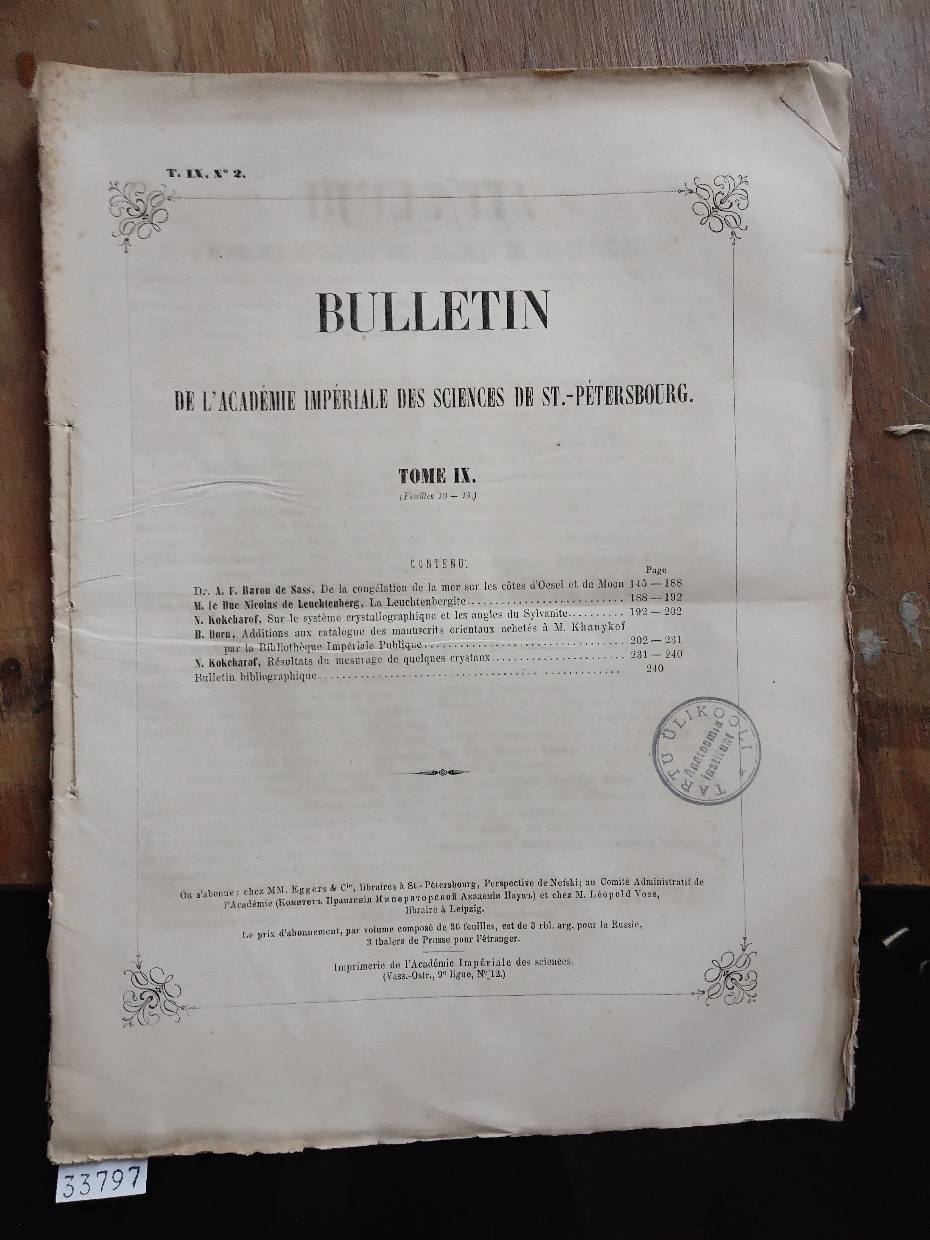 T. IX. N° 2.
BULLETIN
DE L'ACADÉMIE IMPÉRIALE DES SCIENCES DE ST.-PÉTERSBOURG.
TOME IX.
(Feuilles 10 — 15.)
CONTENU.
Page
Dr. A. F. Baron de Sass, De la congélation de la mer sur les côtes d'Oesel et de Moon 145 — 188
M. le Duc Nicolas de Leuchtenberg, La Leuchtenbergite 188 — 192
N. Kokcharof, Sur le système crystallographique et les angles du Sylvanite 192 — 202
B. Dorn, Additions aux catalogue des manuscrits orientaux achetés à M. Khanykof
par la Bibliothèque Impériale Publique 202 — 231
N. Kokcharof, Résultats du mesurage de quelques crystaux 231 — 240
Bulletin bibliographique 240
TARTU ÜLIKOOLI
Anatoomia
Instituut
On s'abonne: chez MM. Eggers & Cie, libraires à St.-Pétersbourg, Perspective de Nefski; au Comité Administratif de
l'Académie (Комитетъ Правленія Императорской Академіи Наукъ) et chez M. Léopold Voss,
libraire à Leipzig.
Le prix d'abonnement, par volume composé de 36 feuilles, est de 3 rbl. arg. pour la Russie,
3 thalers de Prusse pour l'étranger.
Imprimerie de l'Académie Impériale des sciences.
(Vass.-Ostr., 9e ligne, N° 12.)
33797